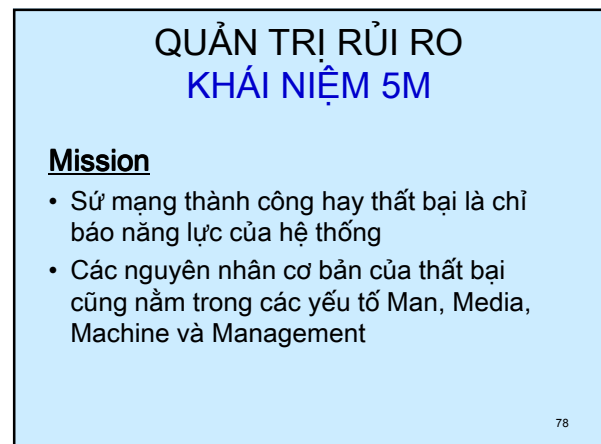 QUẢN TRỊ RỦI RO
KHÁI NIỆM 5M
Mission
• Sứ mạng thành công hay thất bại là chỉ
báo năng lực của hệ thống
• Các nguyên nhân cơ bản của thất bại
cũng nằm trong các yếu tố Man, Media,
Machine và Management
78